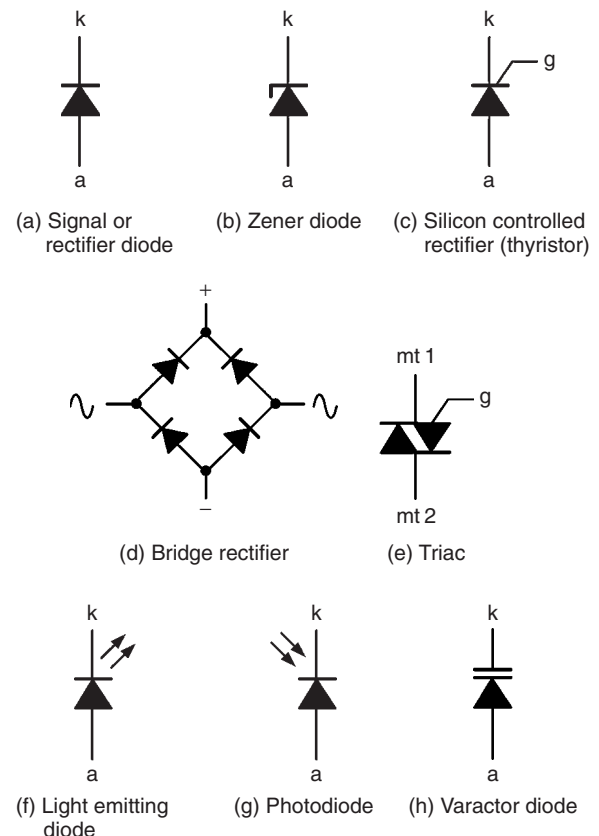 k
k
k
g
a
a
a
(a) Signal or
rectifier diode
(b) Zener diode
(c) Silicon controlled
rectifier (thyristor)
+
−
(d) Bridge rectifier
mt 1
g
mt 2
(e) Triac
k
k
k
a
a
a
(f) Light emitting
diode
(g) Photodiode
(h) Varactor diode